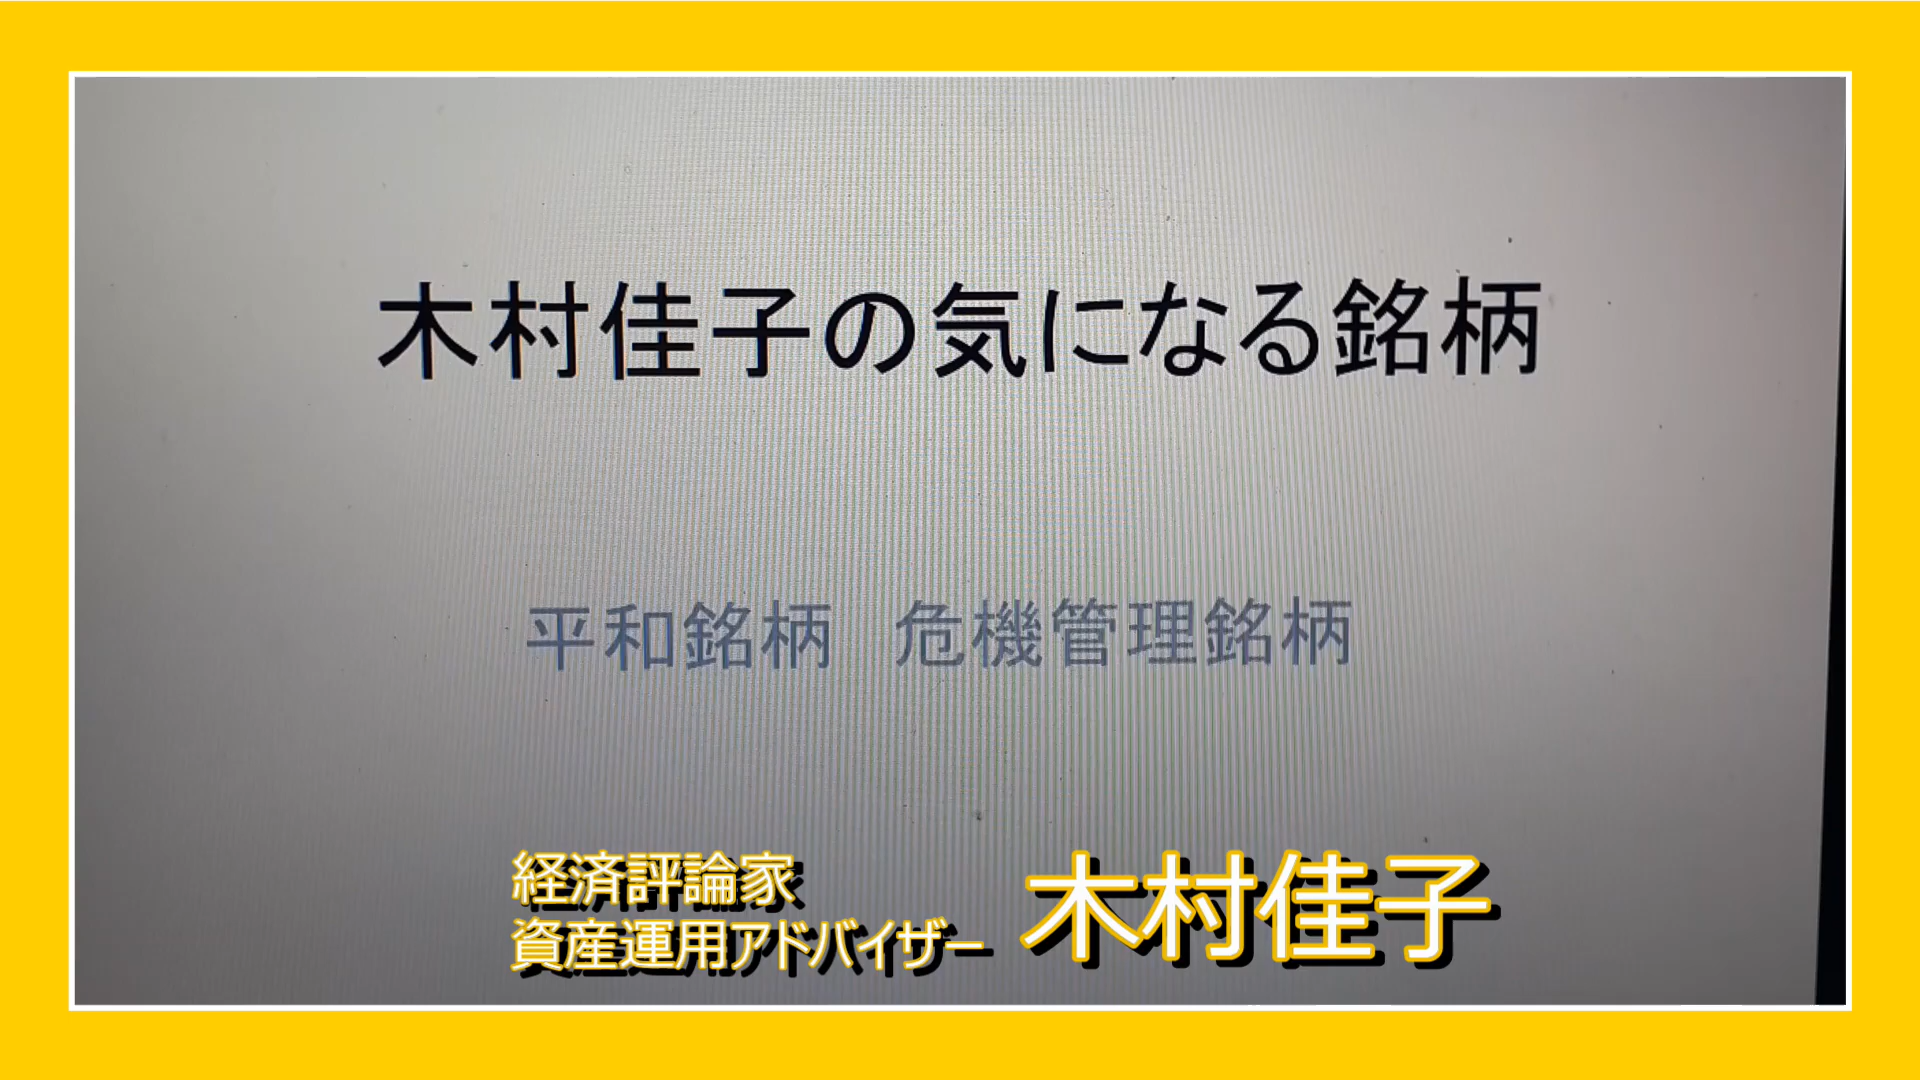 木村佳子の気になる銘柄
平和銘柄　危機管理銘柄
経済評論家
資産運用アドバイザー
木村佳子